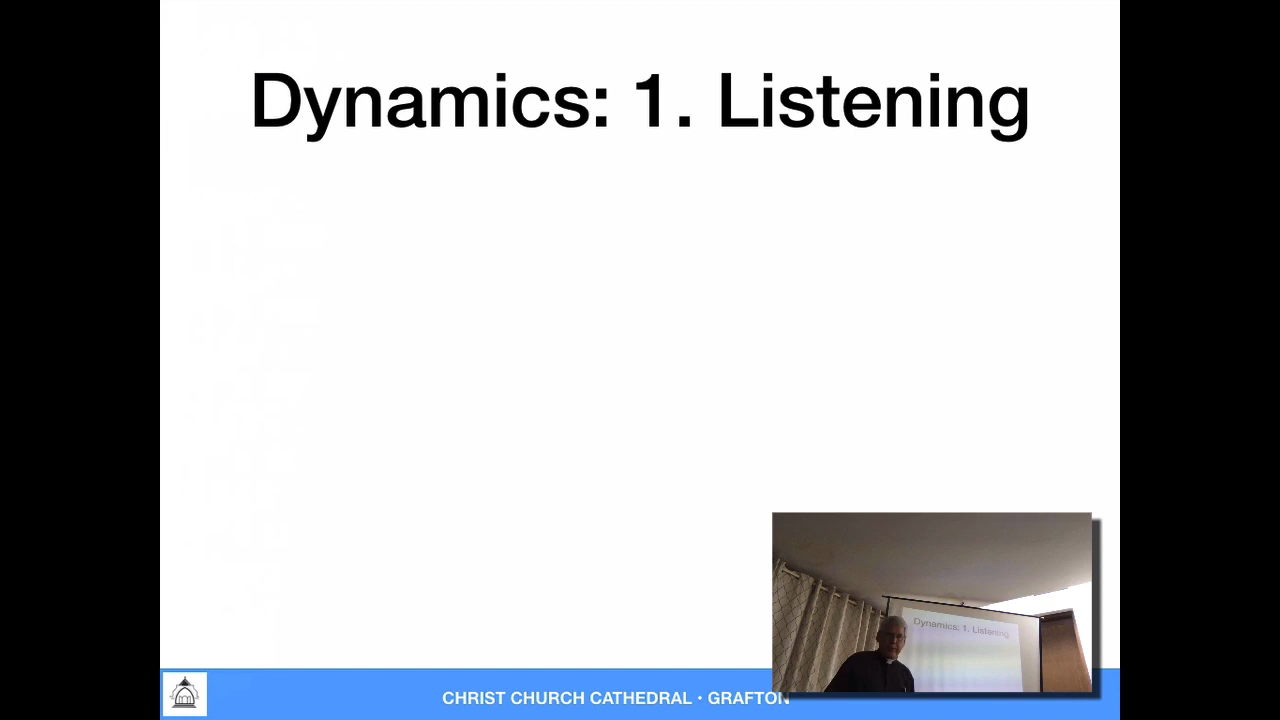 Dynamics: 1. Listening
Dynamics: 1. Listening
CHRIST CHURCH CATHEDRAL • GRAFTON